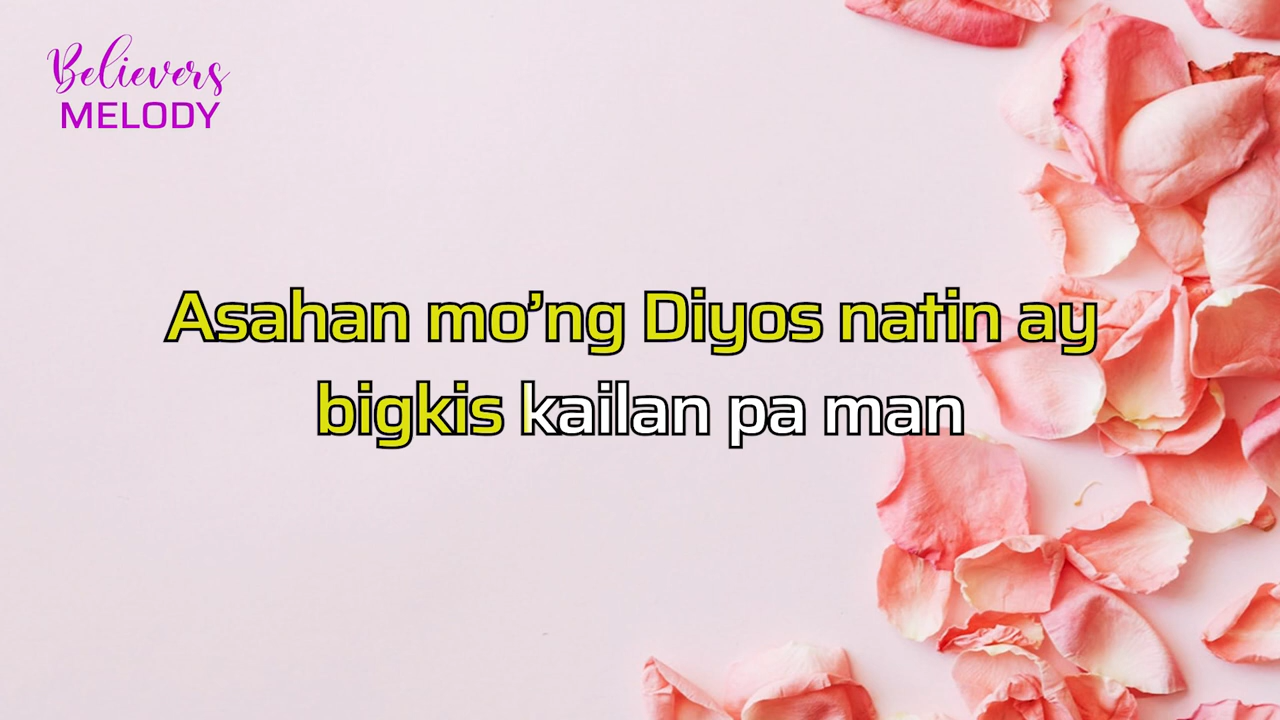 Believers
MELODY
Asahan mo’ng Diyos natin ay
bigkis kailan pa man